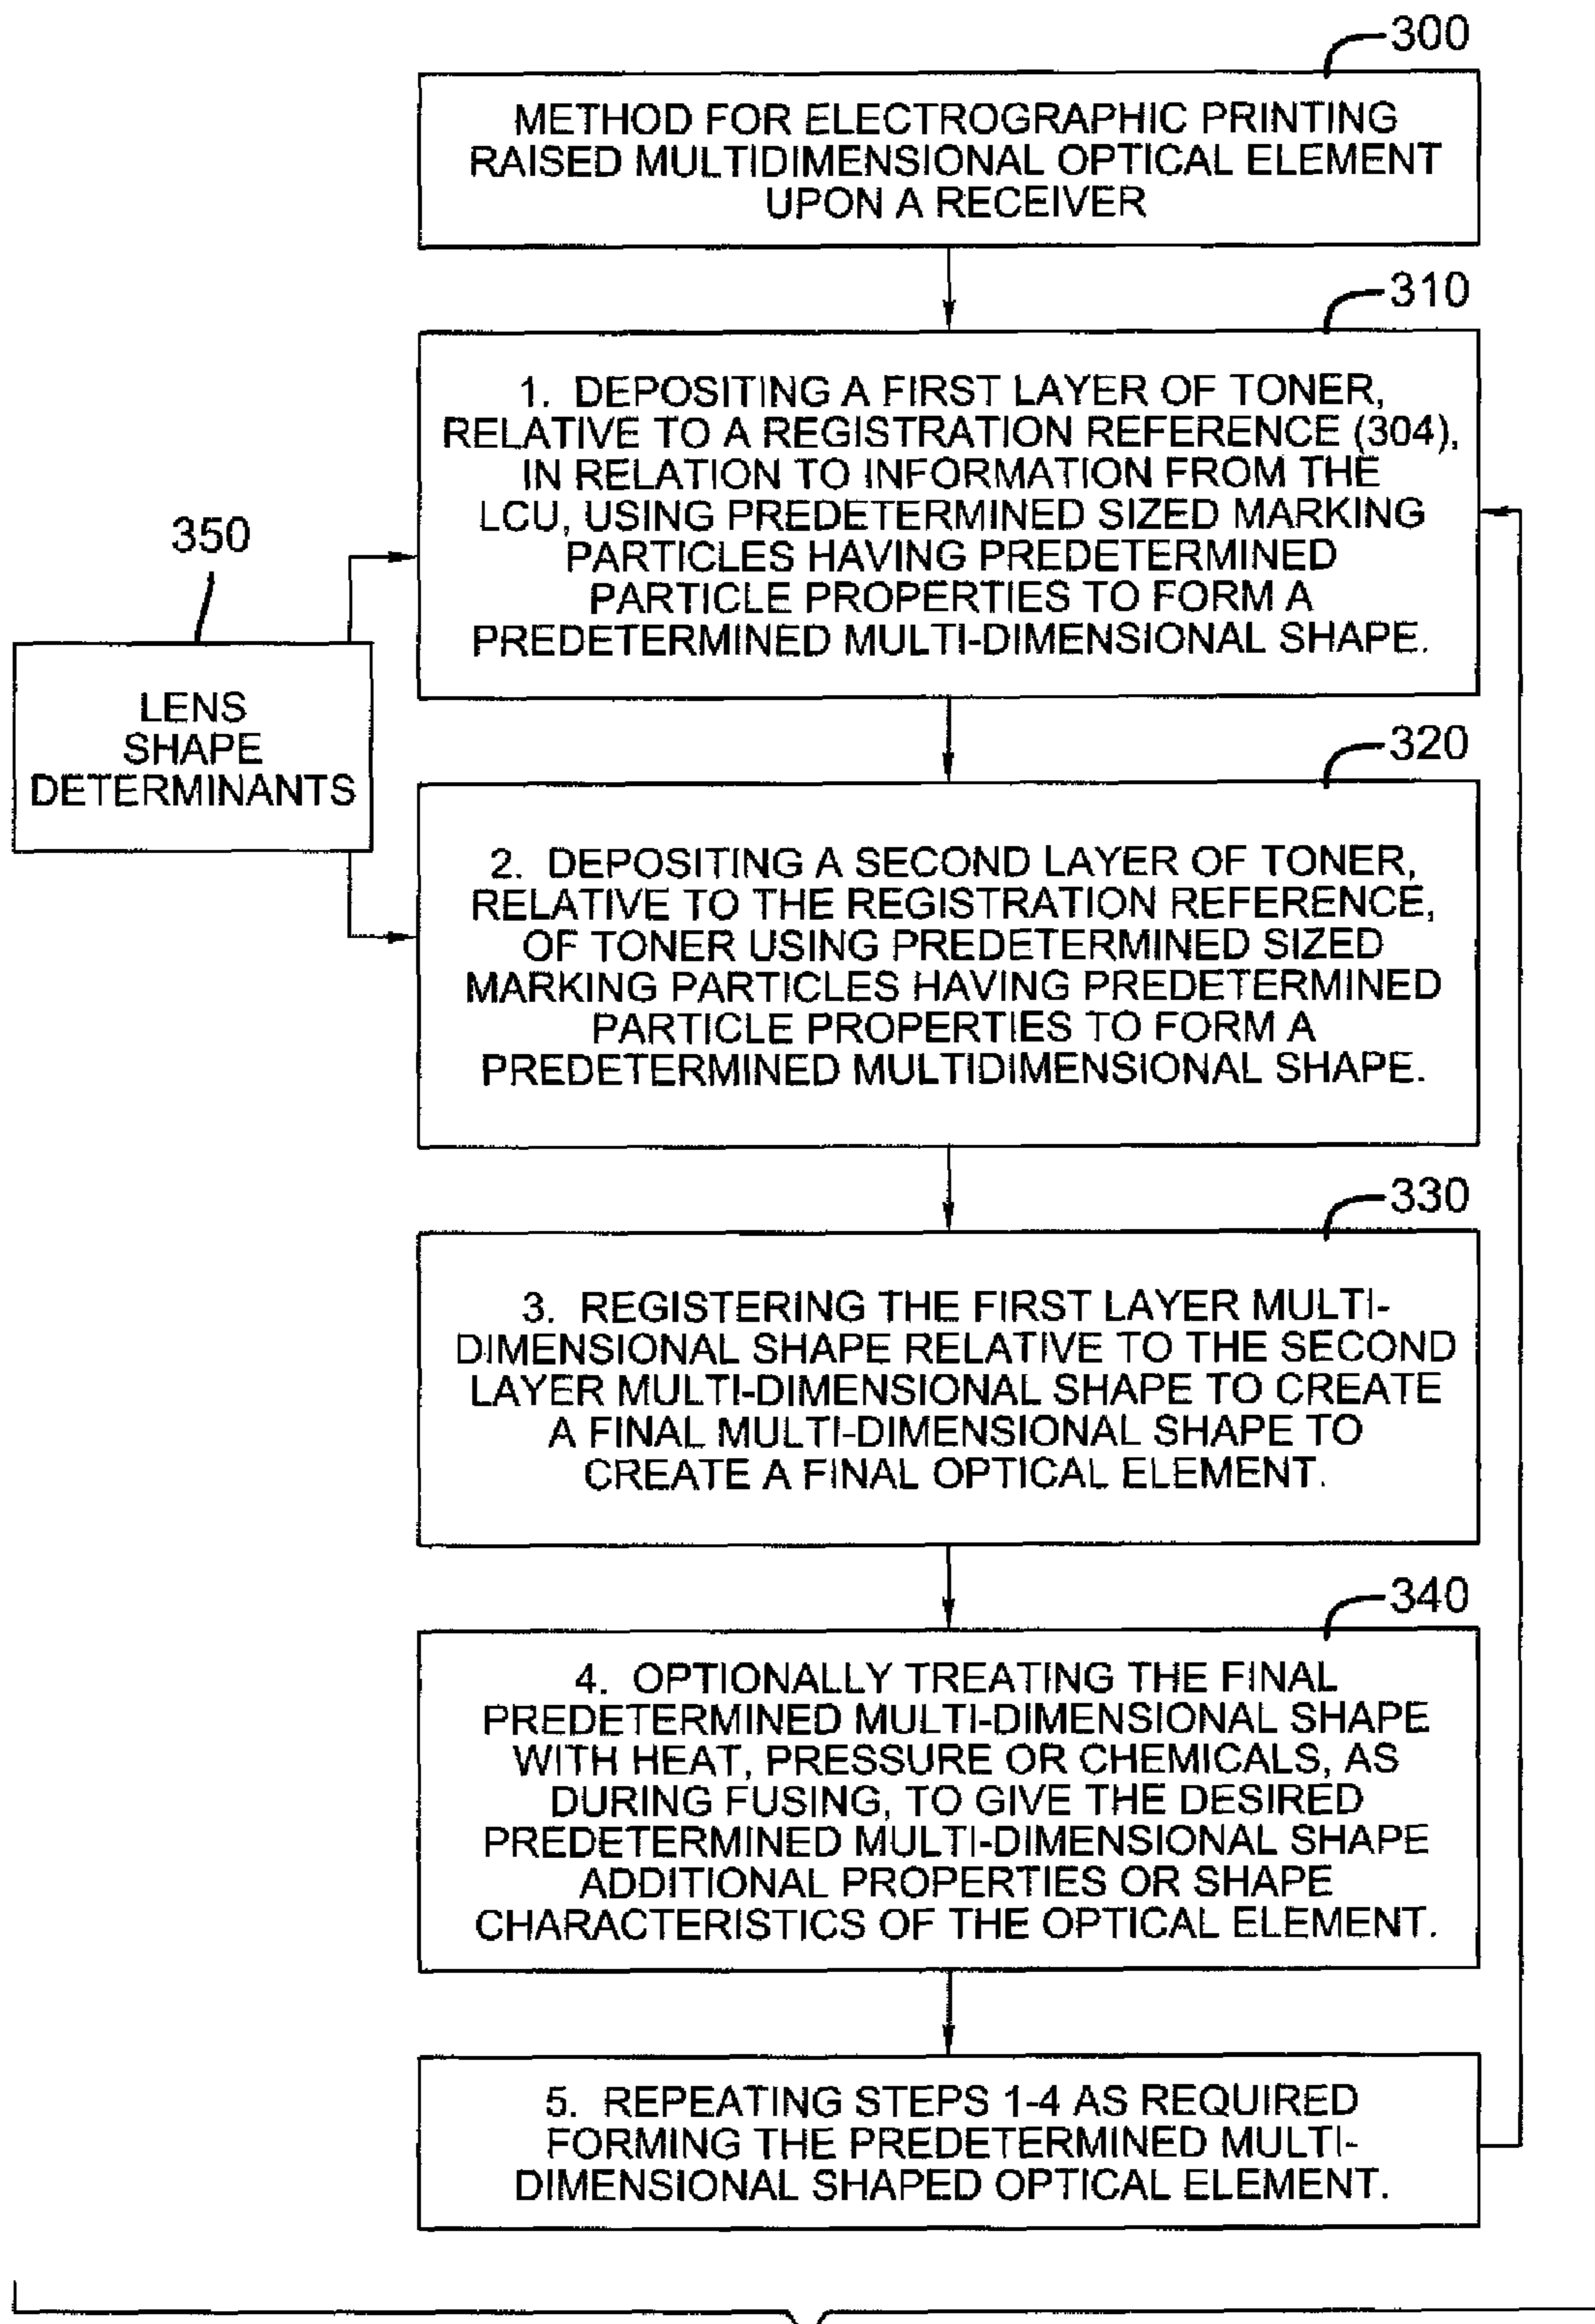 300
METHOD FOR ELECTROGRAPHIC PRINTING
RAISED MULTIDIMENSIONAL OPTICAL ELEMENT
UPON A RECEIVER
310
1. DEPOSITING A FIRST LAYER OF TONER,
RELATIVE TO A REGISTRATION REFERENCE (304),
IN RELATION TO INFORMATION FROM THE
LCU, USING PREDETERMINED SIZED MARKING
PARTICLES HAVING PREDETERMINED
PARTICLE PROPERTIES TO FORM A
PREDETERMINED MULTI-DIMENSIONAL SHAPE.
350
LENS
SHAPE
DETERMINANTS
320
2. DEPOSITING A SECOND LAYER OF TONER,
RELATIVE TO THE REGISTRATION REFERENCE,
OF TONER USING PREDETERMINED SIZED
MARKING PARTICLES HAVING PREDETERMINED
PARTICLE PROPERTIES TO FORM A
PREDETERMINED MULTIDIMENSIONAL SHAPE.
330
3. REGISTERING THE FIRST LAYER MULTI-
DIMENSIONAL SHAPE RELATIVE TO THE SECOND
LAYER MULTI-DIMENSIONAL SHAPE TO CREATE
A FINAL MULTI-DIMENSIONAL SHAPE TO
CREATE A FINAL OPTICAL ELEMENT.
340
4. OPTIONALLY TREATING THE FINAL
PREDETERMINED MULTI-DIMENSIONAL SHAPE
WITH HEAT, PRESSURE OR CHEMICALS, AS
DURING FUSING, TO GIVE THE DESIRED
PREDETERMINED MULTI-DIMENSIONAL SHAPE
ADDITIONAL PROPERTIES OR SHAPE
CHARACTERISTICS OF THE OPTICAL ELEMENT.
5. REPEATING STEPS 1-4 AS REQUIRED
FORMING THE PREDETERMINED MULTI-
DIMENSIONAL SHAPED OPTICAL ELEMENT.